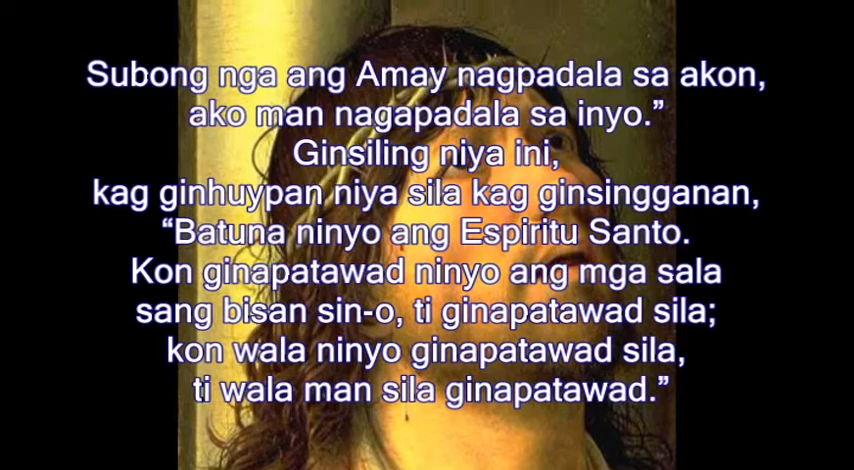 Subong nga ang Amay nagpadala sa akon,
ako man nagapadala sa inyo.”
Ginsiling niya ini,
kag ginhuypan niya sila kag ginsingganan,
“Batuna ninyo ang Espiritu Santo.
Kon ginapatawad ninyo ang mga sala
sang bisan sin-o, ti ginapatawad sila;
kon wala ninyo ginapatawad sila,
ti wala man sila ginapatawad.”